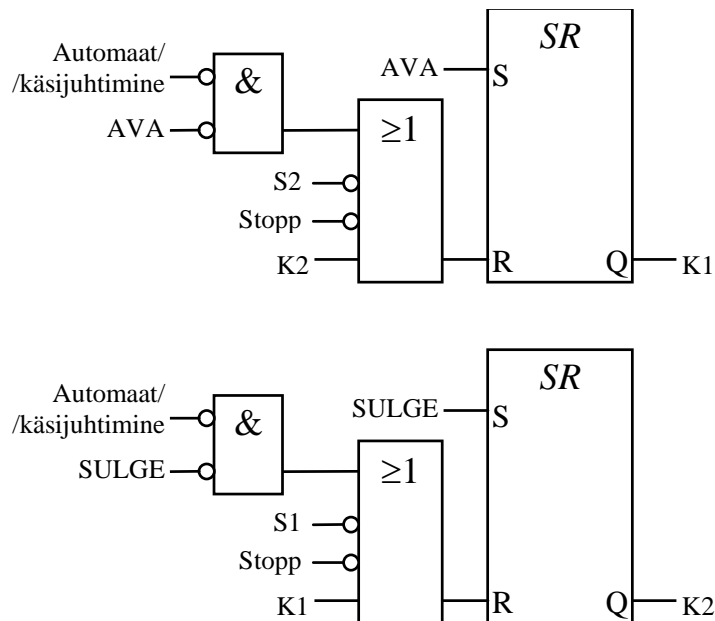 Automaat/
/käsijuhtimine
AVA
&
AVA
S
SR
≥1
S2
Stopp
K2
R
Q
K1
Automaat/
/käsijuhtimine
SULGE
&
SULGE
S
SR
≥1
S1
Stopp
K1
R
Q
K2